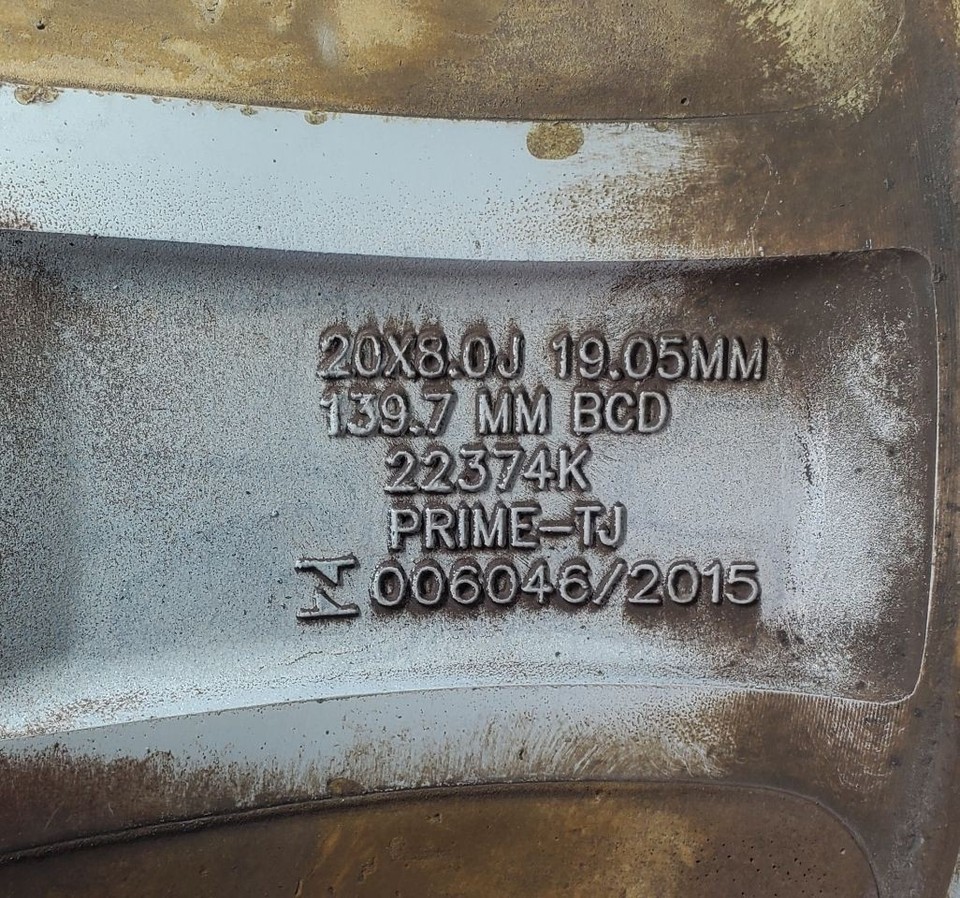 20X8.0J 19.05MM
139.7 MM BCD
22374K
PRIME-TJ
006046/2015